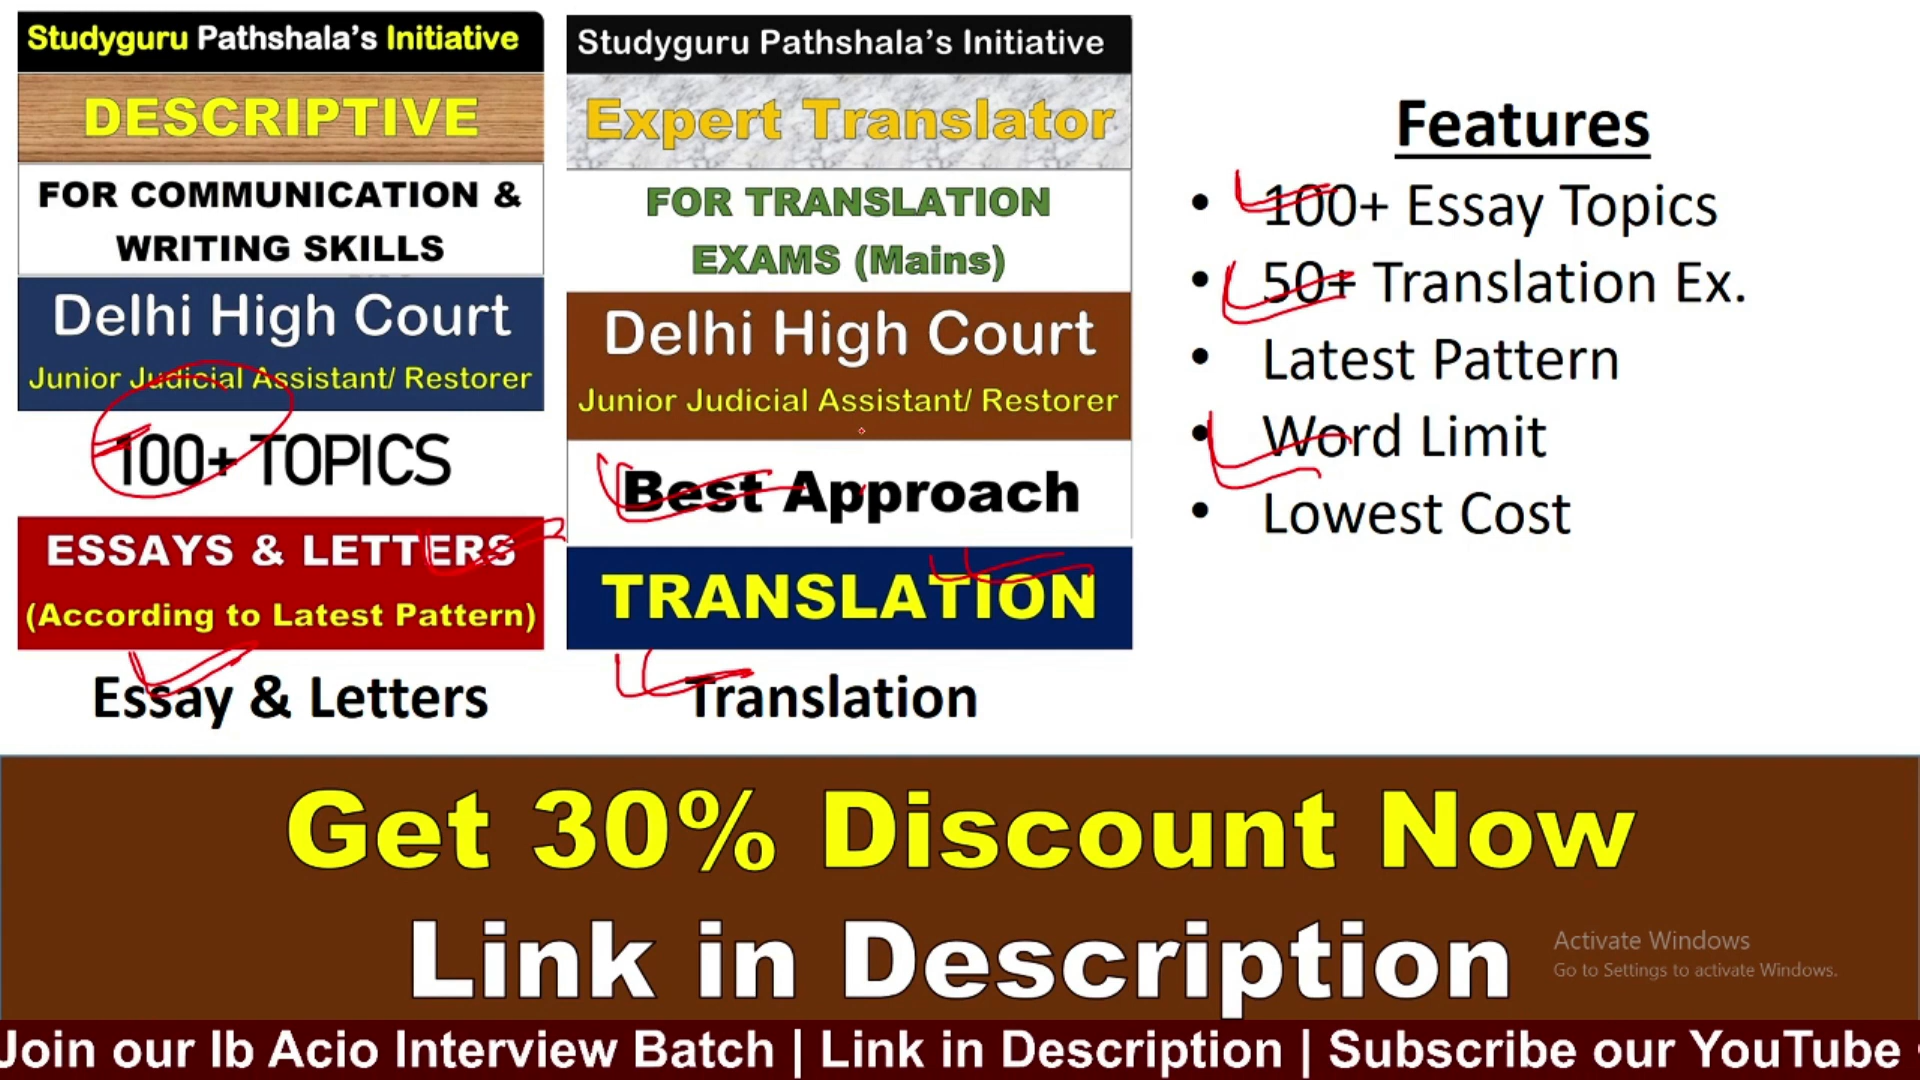 Studyguru Pathshala's Initiative
DESCRIPTIVE
FOR COMMUNICATION &
WRITING SKILLS
Delhi High Court
Junior Judicial Assistant/ Restorer
100+ TOPICS
ESSAYS & LETTERS
(According to Latest Pattern)
Essay & Letters
Studyguru Pathshala's Initiative
Expert Translator
FOR TRANSLATION
EXAMS (Mains)
Delhi High Court
Junior Judicial Assistant/ Restorer
Best Approach
TRANSLATION
Translation
Features
• 100+ Essay Topics
• 50+ Translation Ex.
• Latest Pattern
• Word Limit
• Lowest Cost
Get 30% Discount Now
Link in Description
Activate Windows
Go to Settings to activate Windows.
Join our Ib Acio Interview Batch | Link in Description | Subscribe our YouTube